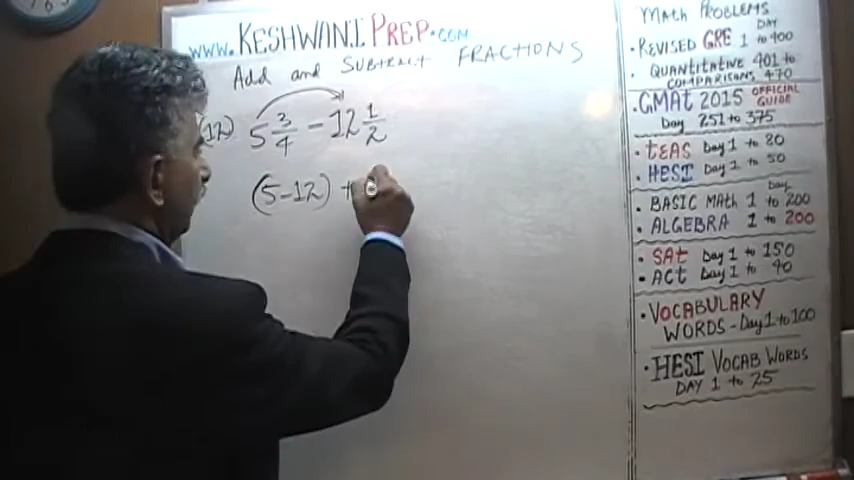 www.KESHWANI PREP.com
Add and SUBTRACT FRACTIONS
(12) 5 3/4 - 12 1/2
(5-12) +
MATH PROBLEMS
DAY
• REVISED GRE 1 to 400
• QUANTITATIVE 401 to
COMPARISONS, 470
• GMAt 2015 OFFICIAL GUIDE
Day 251 to 375
• tEAS Day 1 to 80
• HESI Day 1 to 50
Day
• BASIC MAth 1 to 200
• ALGEBRA 1 to 200
• SAt Day 1 to 150
• ACt Day 1 to 40
• VOCABULARY
WORDS - Day 1 to 100
• HESI VOCAB WORDS
DAY 1 to 25